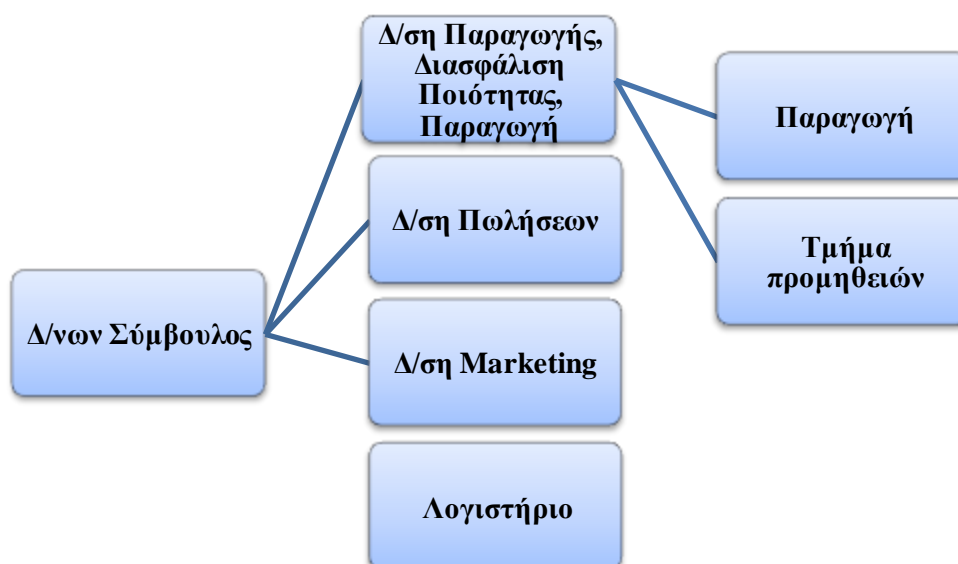 Δ/ση Παραγωγής,
Διασφάλιση
Ποιότητας,
Παραγωγή
Παραγωγή
Δ/ση Πωλήσεων
Τμήμα
προμηθειών
Δ/νων Σύμβουλος
Δ/ση Marketing
Λογιστήριο